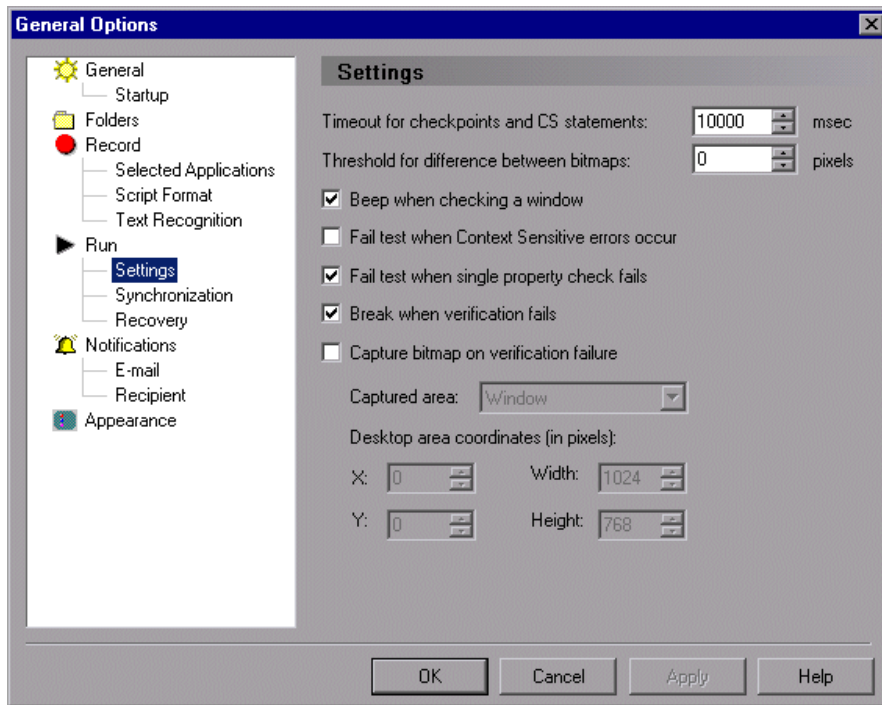 General Options
General
Startup
Folders
Record
Selected Applications
Script Format
Text Recognition
Run
Settings
Synchronization
Recovery
Notifications
E-mail
Recipient
Appearance
Settings
Timeout for checkpoints and CS statements: 10000 msec
Threshold for difference between bitmaps: 0 pixels
Beep when checking a window
Fail test when Context Sensitive errors occur
Fail test when single property check fails
Break when verification fails
Capture bitmap on verification failure
Captured area: Window
Desktop area coordinates (in pixels):
X: 0 Width: 1024
Y: 0 Height: 768
OK Cancel Apply Help